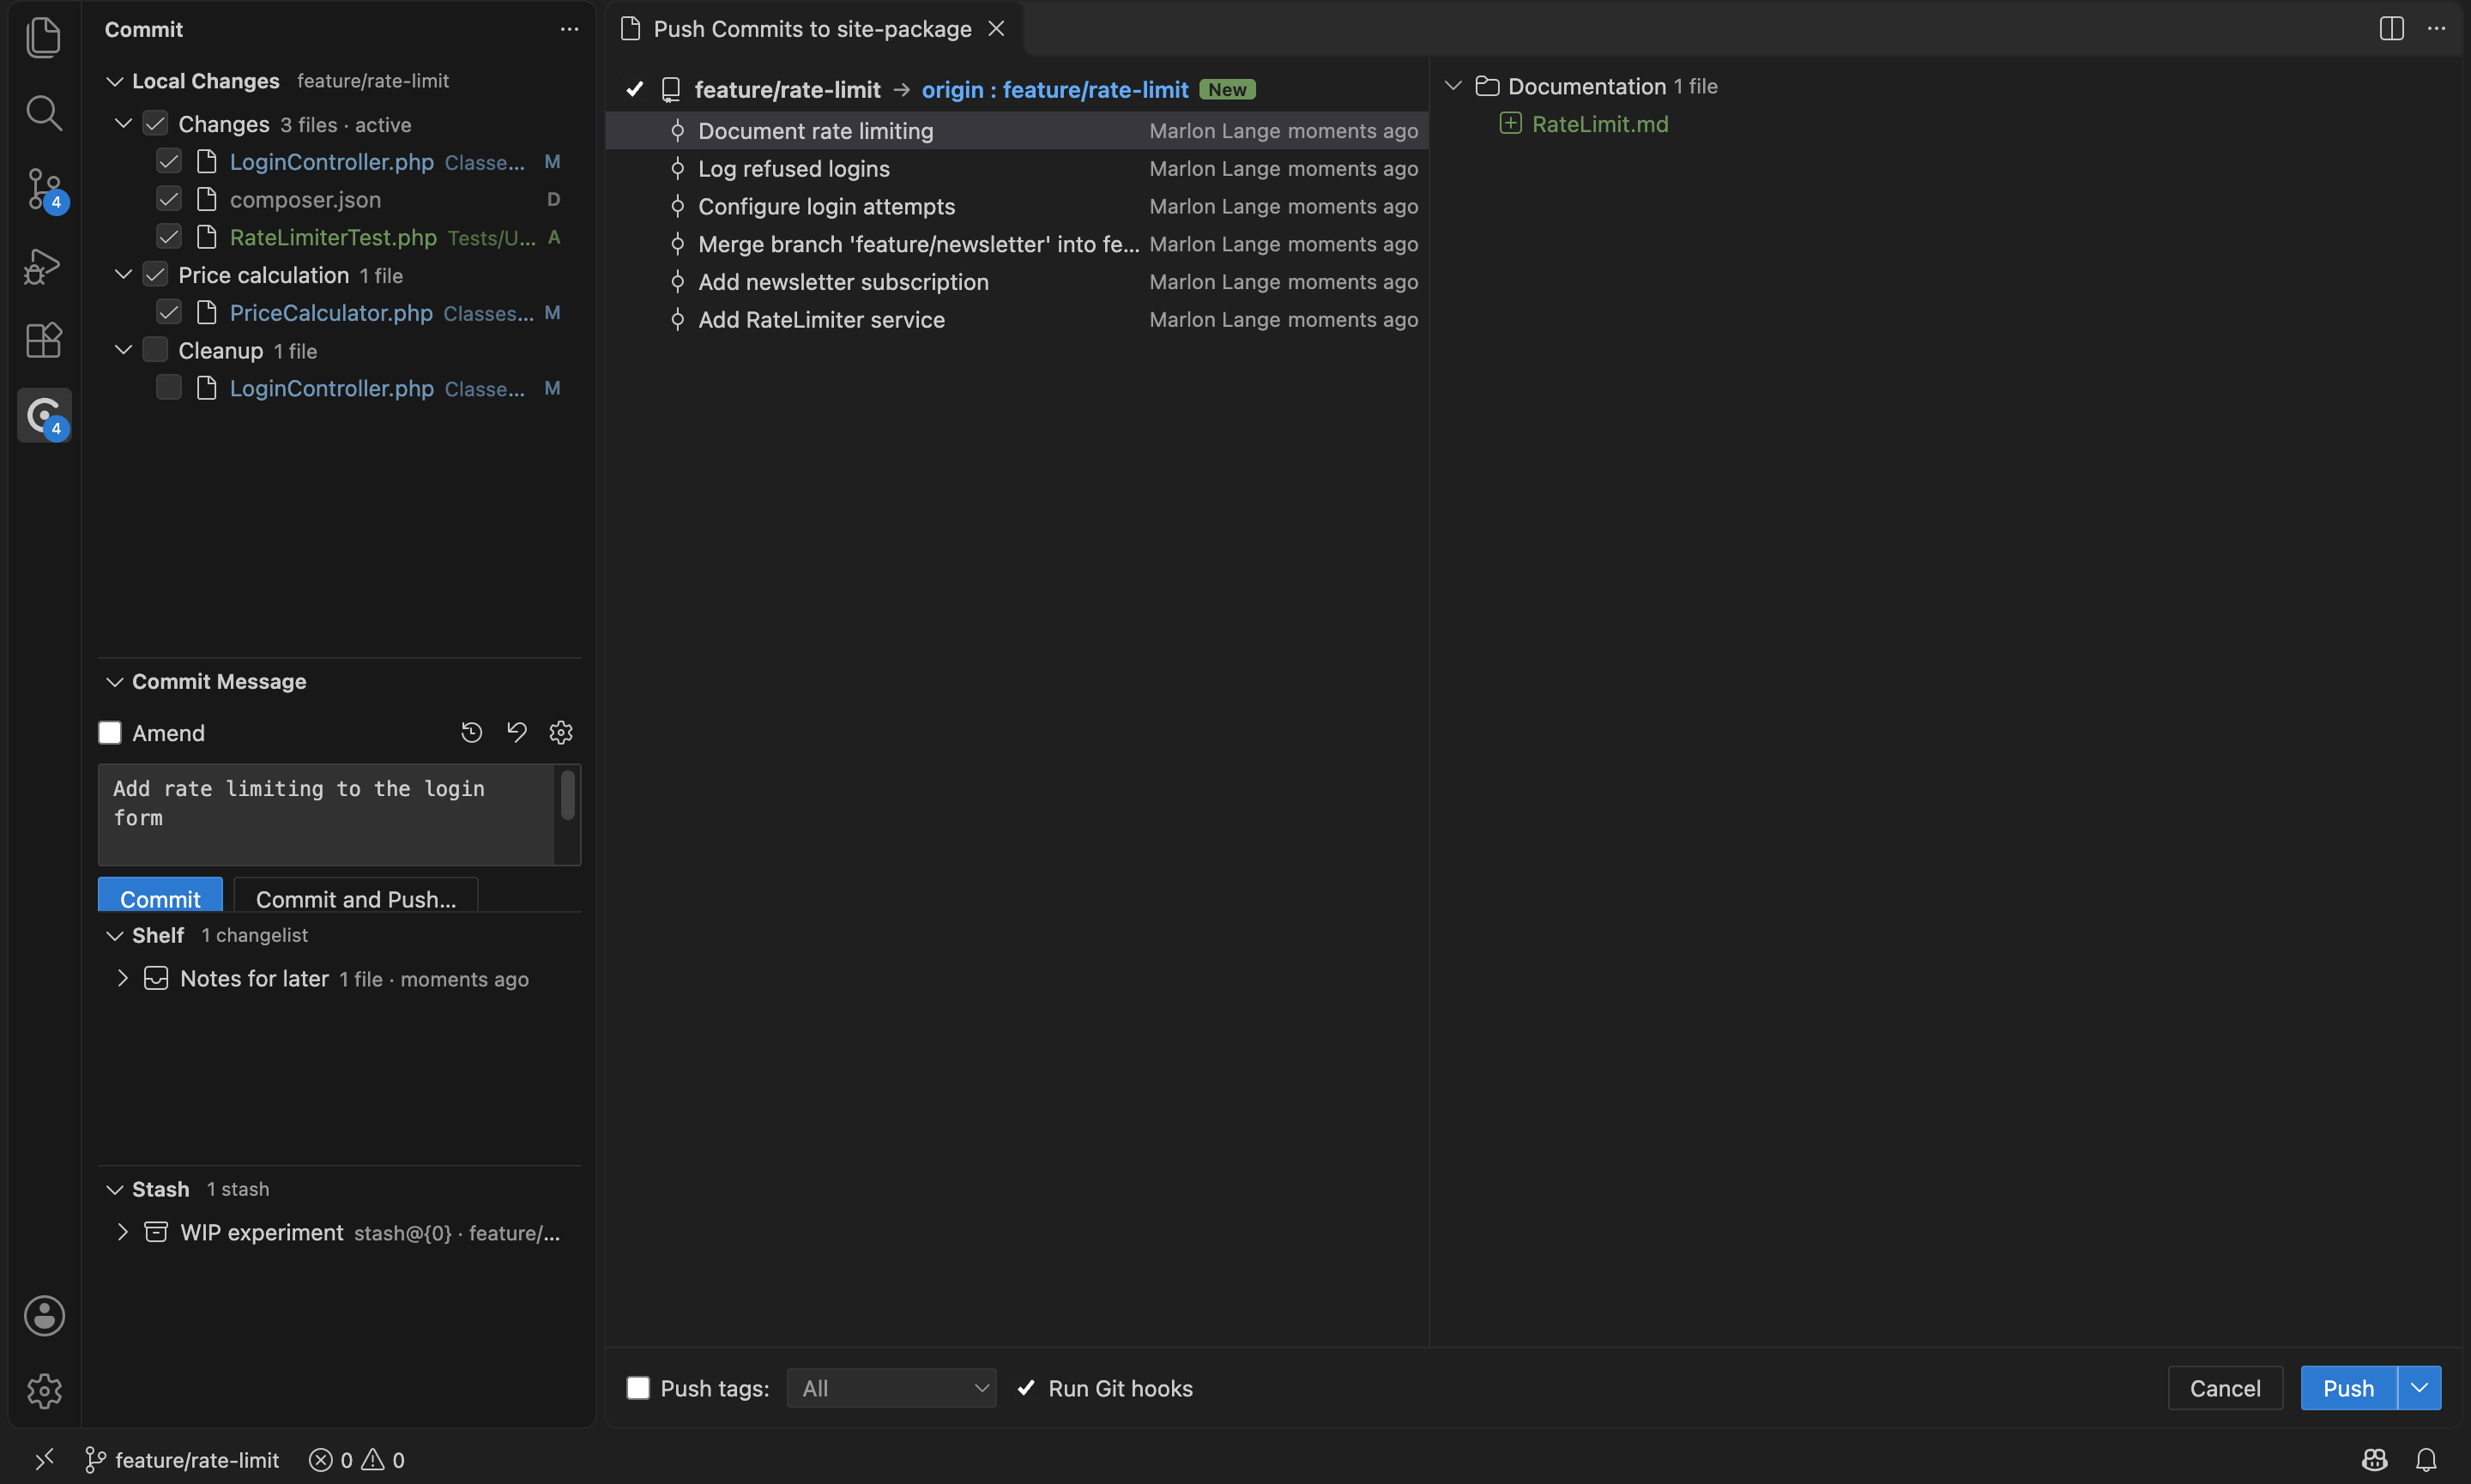 Commit
Local Changes feature/rate-limit
Changes 3 files · active
LoginController.php Classe... M
composer.json D
RateLimiterTest.php Tests/U... A
Price calculation 1 file
PriceCalculator.php Classes... M
Cleanup 1 file
LoginController.php Classe... M
4
4
Commit Message
Amend
Add rate limiting to the login
form
Commit
Commit and Push...
Shelf 1 changelist
Notes for later 1 file · moments ago
Stash 1 stash
WIP experiment stash@{0} · feature/...
Push Commits to site-package
feature/rate-limit → origin : feature/rate-limit New
Document rate limiting Marlon Lange moments ago
Log refused logins Marlon Lange moments ago
Configure login attempts Marlon Lange moments ago
Merge branch 'feature/newsletter' into fe... Marlon Lange moments ago
Add newsletter subscription Marlon Lange moments ago
Add RateLimiter service Marlon Lange moments ago
Documentation 1 file
RateLimit.md
Push tags: All Run Git hooks
Cancel
Push
feature/rate-limit 0 0